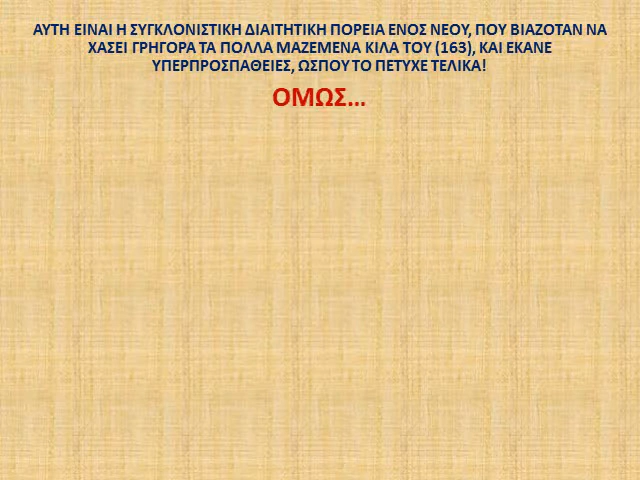 ΑΥΤΗ ΕΙΝΑΙ Η ΣΥΓΚΛΟΝΙΣΤΙΚΗ ΔΙΑΙΤΗΤΙΚΗ ΠΟΡΕΙΑ ΕΝΟΣ ΝΕΟΥ, ΠΟΥ ΒΙΑΖΟΤΑΝ ΝΑ
ΧΑΣΕΙ ΓΡΗΓΟΡΑ ΤΑ ΠΟΛΛΑ ΜΑΖΕΜΕΝΑ ΚΙΛΑ ΤΟΥ (163), ΚΑΙ ΕΚΑΝΕ
ΥΠΕΡΠΡΟΣΠΑΘΕΙΕΣ, ΩΣΠΟΥ ΤΟ ΠΕΤΥΧΕ ΤΕΛΙΚΑ!
ΟΜΩΣ...